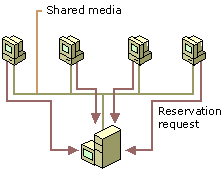 Shared media
Reservation
request